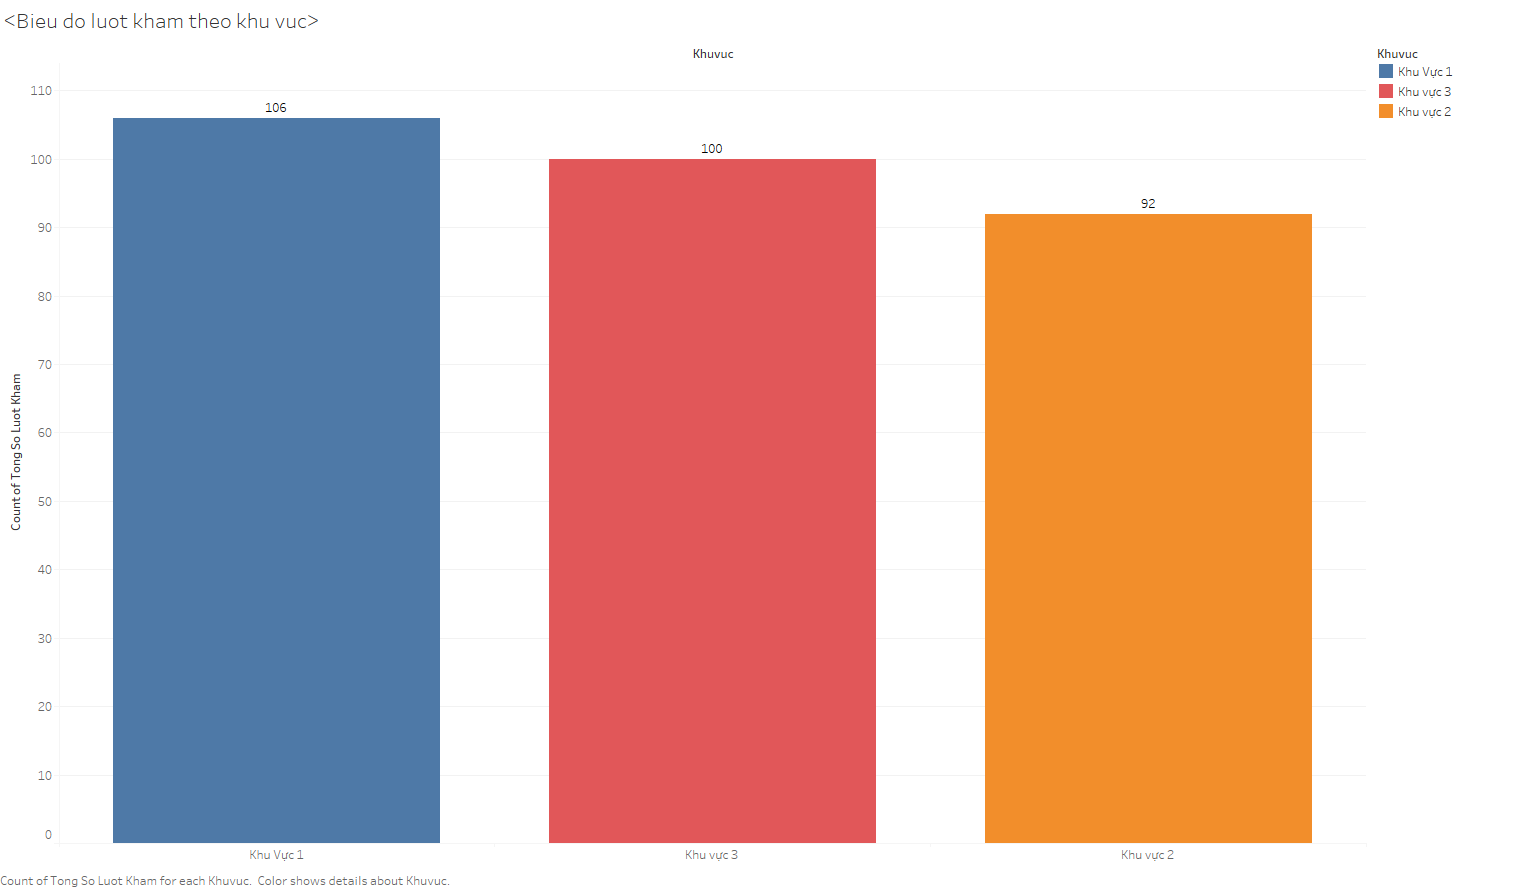 <Bieu do luot kham theo khu vuc>
Khuvuc
Khuvuc
Khu Vực 1
Khu vực 3
Khu vực 2
110
100
90
80
70
60
50
40
30
20
10
0
Count of Tong So Luot Kham
106
100
92
Khu Vực 1
Khu vực 3
Khu vực 2
Count of Tong So Luot Kham for each Khuvuc.  Color shows details about Khuvuc.